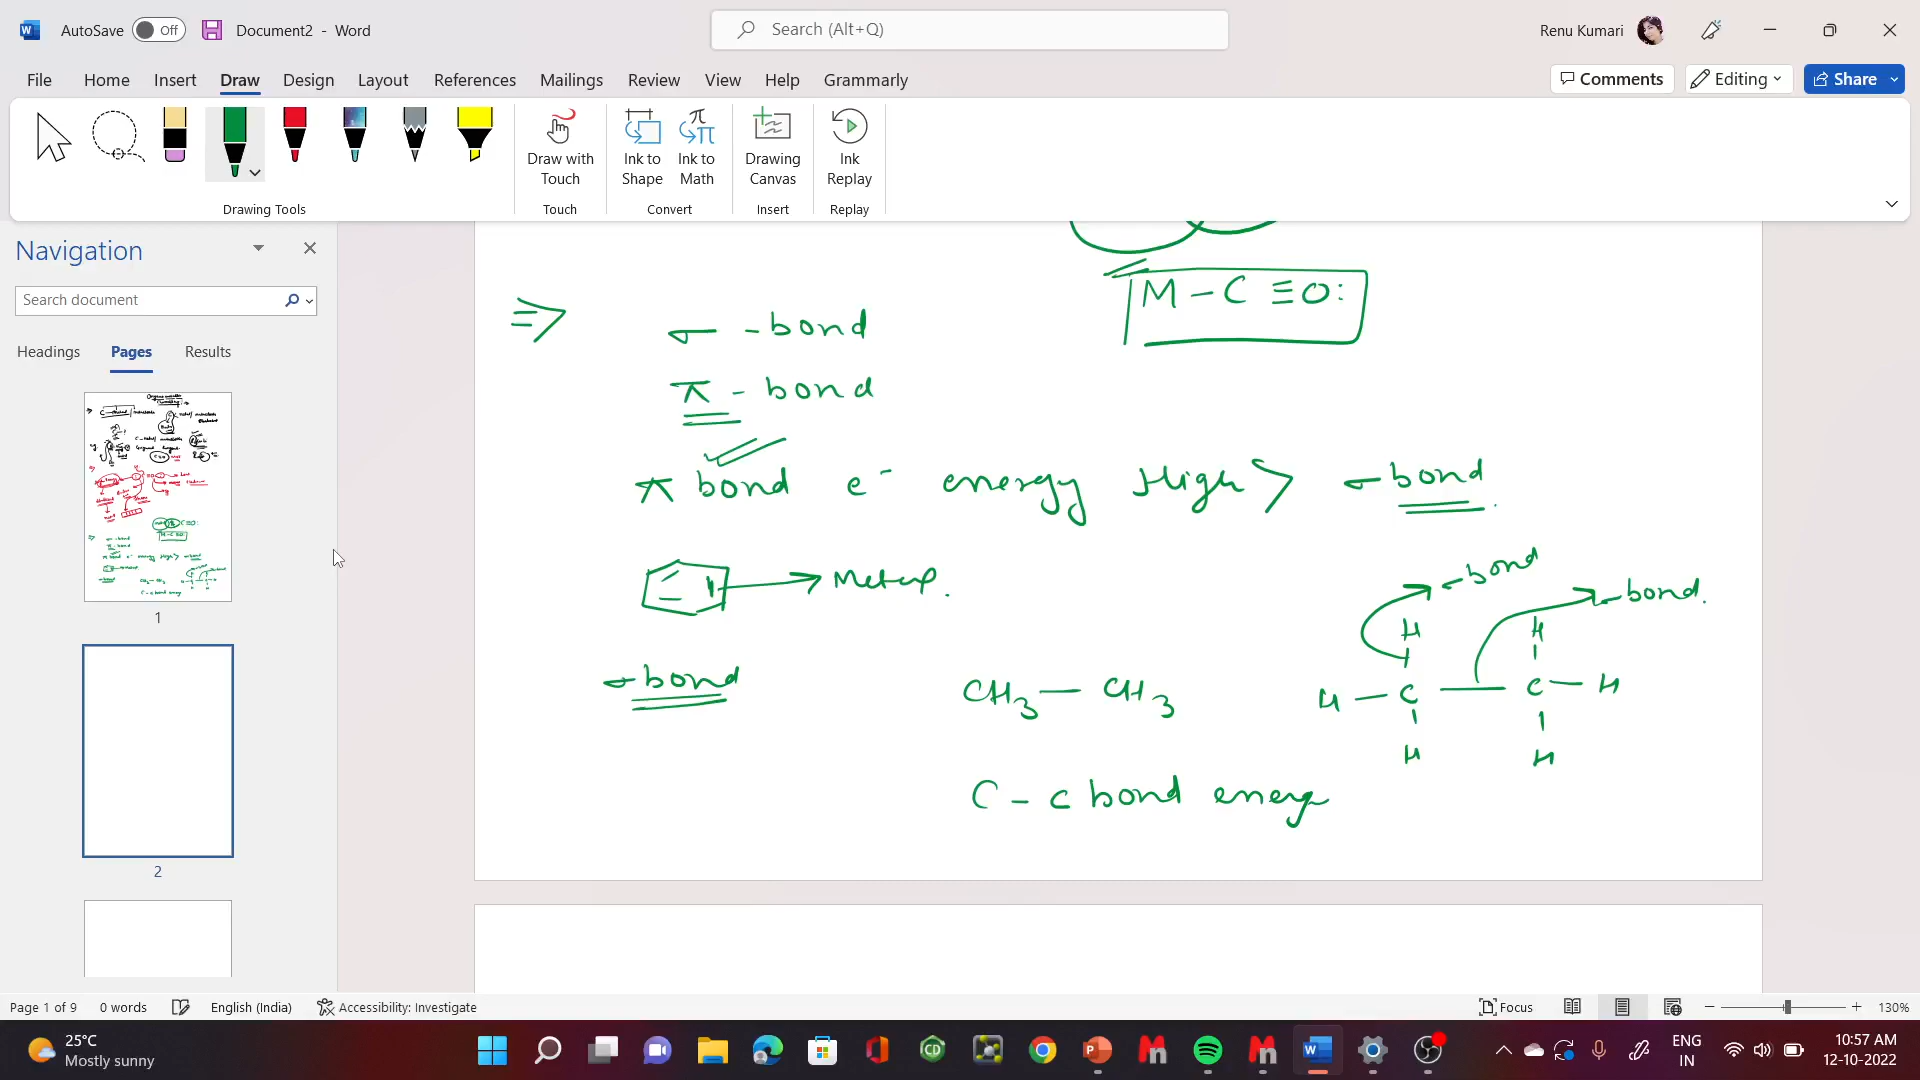 AutoSave Off Document2 - Word Search (Alt+Q) Renu Kumari
File Home Insert Draw Design Layout References Mailings Review View Help Grammarly Comments Editing Share
Draw with Touch
Ink to Shape
Ink to Math
Drawing Canvas
Ink Replay
Drawing Tools Touch Convert Insert Replay
Navigation
Search document
Headings Pages Results
1
2
M - C ≡O:
⇒ σ - bond
π - bond
π bond e⁻ energy High > σ bond.
→ Metal.
σ bond
σ bond.
σ bond
CH3 — CH3
H H
H — C — C — H
H H
C - C bond energy
Page 1 of 9 0 words English (India) Accessibility: Investigate Focus 130%
25°C
Mostly sunny
ENG
IN
10:57 AM
12-10-2022